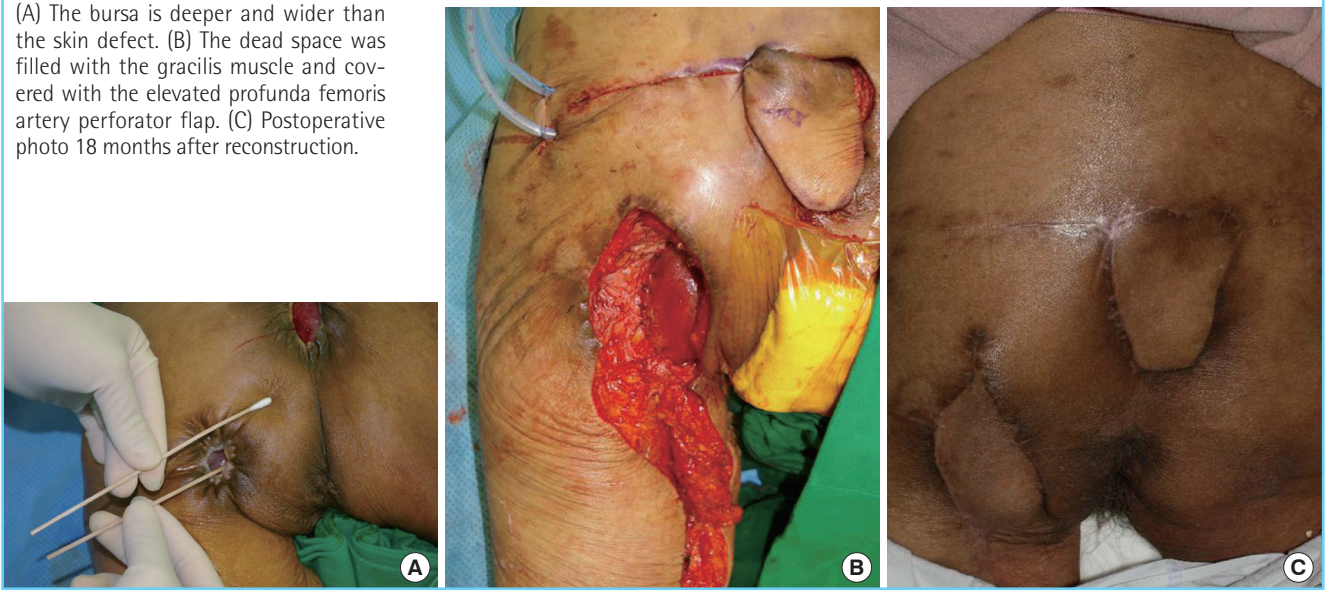 (A) The bursa is deeper and wider than
the skin defect. (B) The dead space was
filled with the gracilis muscle and cov-
ered with the elevated profunda femoris
artery perforator flap. (C) Postoperative
photo 18 months after reconstruction.
A
B
C